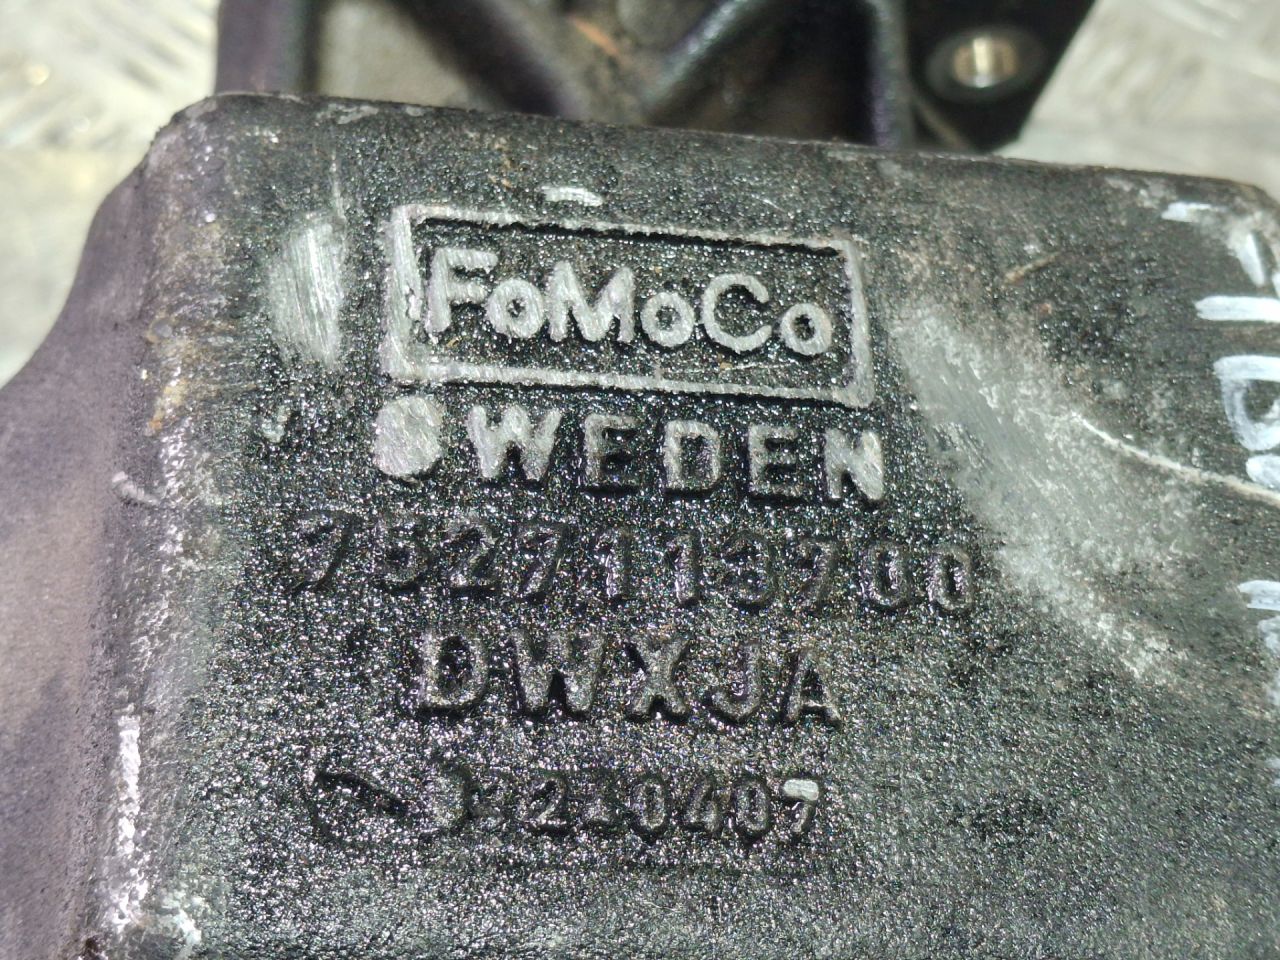 FoMoCo
SWEDEN
7527113700
DWXJA